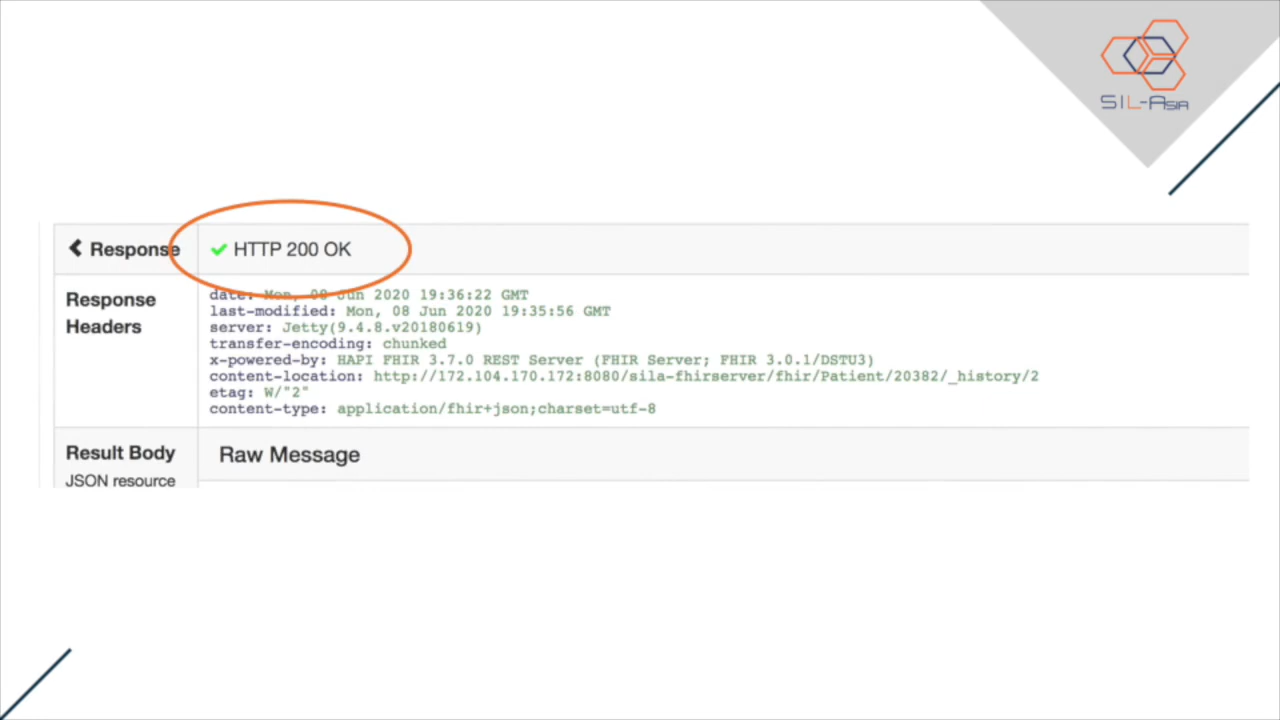 SIL-Asia
Response
HTTP 200 OK
Response
Headers
date: Mon, 08 Jun 2020 19:36:22 GMT
last-modified: Mon, 08 Jun 2020 19:35:56 GMT
server: Jetty(9.4.8.v20180619)
transfer-encoding: chunked
x-powered-by: HAPI FHIR 3.7.0 REST Server (FHIR Server; FHIR 3.0.1/DSTU3)
content-location: http://172.104.170.172:8080/sila-fhirserver/fhir/Patient/20382/_history/2
etag: W/"2"
content-type: application/fhir+json;charset=utf-8
Result Body
JSON resource
Raw Message